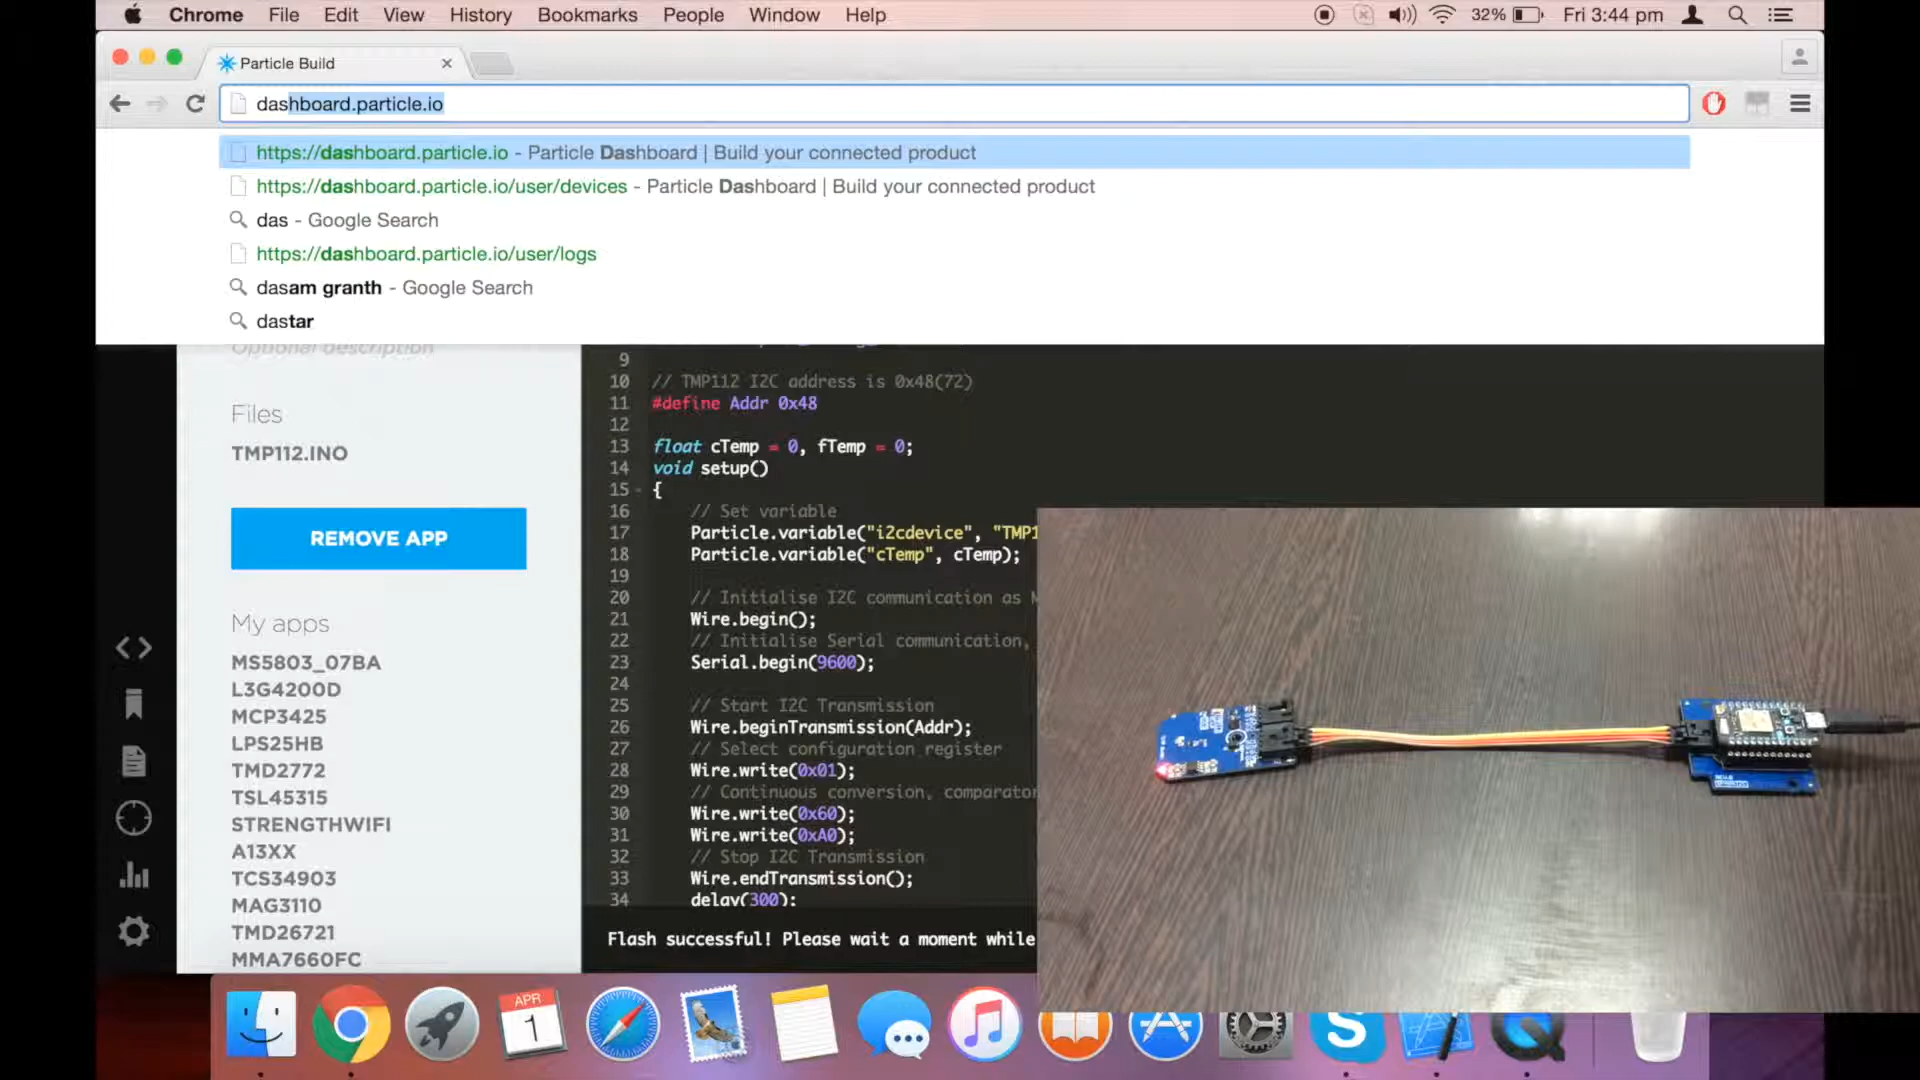 Chrome File Edit View History Bookmarks People Window Help
32% Fri 3:44 pm
Particle Build
dashboard.particle.io
https://dashboard.particle.io - Particle Dashboard | Build your connected product
https://dashboard.particle.io/user/devices - Particle Dashboard | Build your connected product
das - Google Search
https://dashboard.particle.io/user/logs
dasam granth - Google Search
dastar
Optional description
Files
TMP112.INO
REMOVE APP
My apps
MS5803_07BA
L3G4200D
MCP3425
LPS25HB
TMD2772
TSL45315
STRENGTHWIFI
A13XX
TCS34903
MAG3110
TMD26721
MMA7660FC
9
10 // TMP112 I2C address is 0x48(72)
11 #define Addr 0x48
12
13 float cTemp = 0, fTemp = 0;
14 void setup()
15 {
16 // Set variable
17 Particle.variable("i2cdevice", "TMP1
18 Particle.variable("cTemp", cTemp);
19
20 // Initialise I2C communication as M
21 Wire.begin();
22 // Initialise Serial communication,
23 Serial.begin(9600);
24
25 // Start I2C Transmission
26 Wire.beginTransmission(Addr);
27 // Select configuration register
28 Wire.write(0x01);
29 // Continuous conversion, comparator
30 Wire.write(0x60);
31 Wire.write(0xA0);
32 // Stop I2C Transmission
33 Wire.endTransmission();
34 delay(300);
Flash successful! Please wait a moment while
APR
1